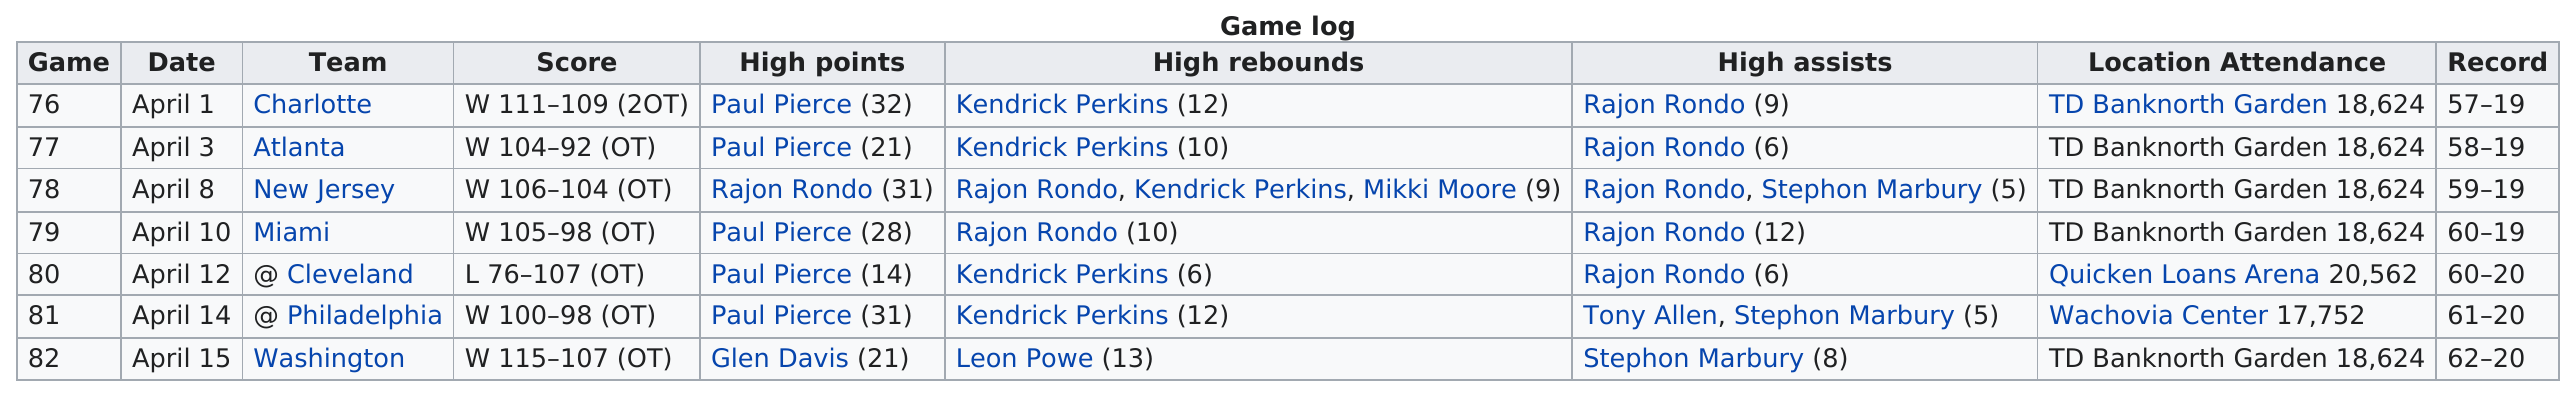 Game log
Game Date Team Score High points High rebounds High assists Location Attendance Record
76 April 1 Charlotte W 111–109 (2OT) Paul Pierce (32) Kendrick Perkins (12) Rajon Rondo (9) TD Banknorth Garden 18,624 57–19
77 April 3 Atlanta W 104–92 (OT) Paul Pierce (21) Kendrick Perkins (10) Rajon Rondo (6) TD Banknorth Garden 18,624 58–19
78 April 8 New Jersey W 106–104 (OT) Rajon Rondo (31) Rajon Rondo, Kendrick Perkins, Mikki Moore (9) Rajon Rondo, Stephon Marbury (5) TD Banknorth Garden 18,624 59–19
79 April 10 Miami W 105–98 (OT) Paul Pierce (28) Rajon Rondo (10) Rajon Rondo (12) TD Banknorth Garden 18,624 60–19
80 April 12 @ Cleveland L 76–107 (OT) Paul Pierce (14) Kendrick Perkins (6) Rajon Rondo (6) Quicken Loans Arena 20,562 60–20
81 April 14 @ Philadelphia W 100–98 (OT) Paul Pierce (31) Kendrick Perkins (12) Tony Allen, Stephon Marbury (5) Wachovia Center 17,752 61–20
82 April 15 Washington W 115–107 (OT) Glen Davis (21) Leon Powe (13) Stephon Marbury (8) TD Banknorth Garden 18,624 62–20